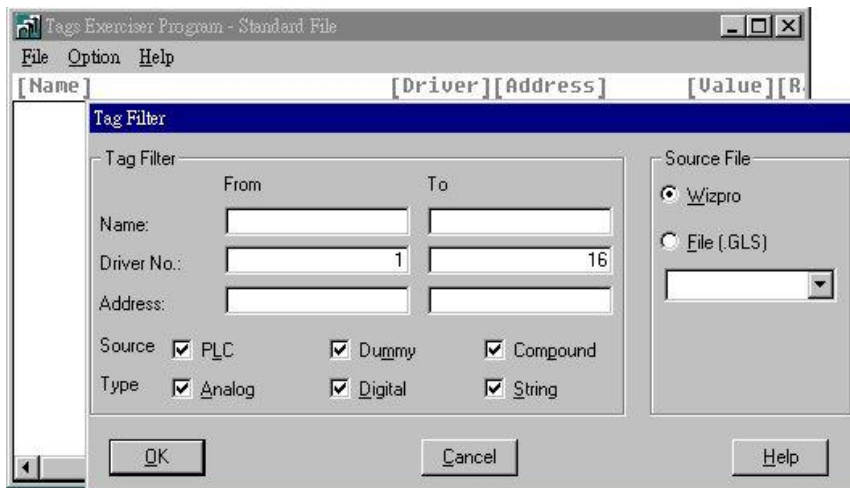 Tags Exerciser Program - Standard File
File Option Help
[Name] [Driver][Address] [Value][R
Tag Filter
Tag Filter
From To
Name:
Driver No.: 1 16
Address:
Source PLC Dummy Compound
Type Analog Digital String
Source File
Wizpro
File (.GLS)
OK Cancel Help